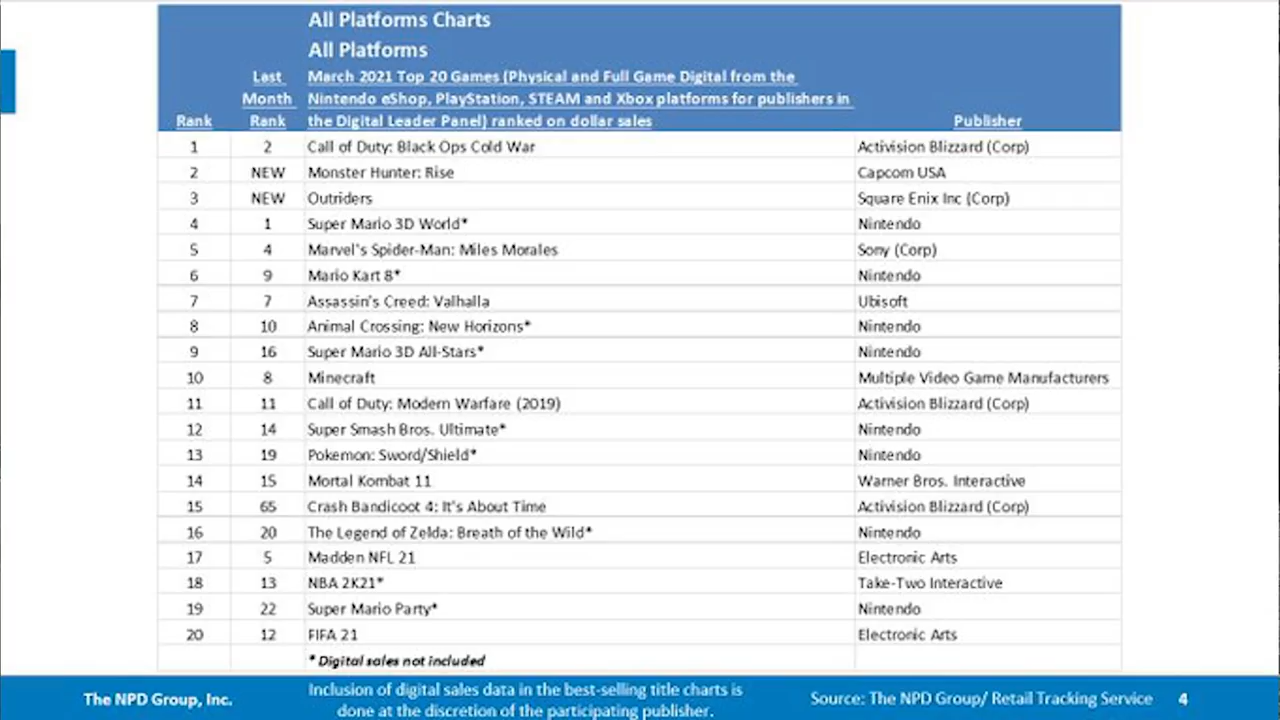 All Platforms Charts
All Platforms
Last March 2021 Top 20 Games (Physical and Full Game Digital from the
Month Nintendo eShop, PlayStation, STEAM and Xbox platforms for publishers in
Rank Rank the Digital Leader Panel) ranked on dollar sales Publisher
1 2 Call of Duty: Black Ops Cold War Activision Blizzard (Corp)
2 NEW Monster Hunter: Rise Capcom USA
3 NEW Outriders Square Enix Inc (Corp)
4 1 Super Mario 3D World* Nintendo
5 4 Marvel's Spider-Man: Miles Morales Sony (Corp)
6 9 Mario Kart 8* Nintendo
7 7 Assassin's Creed: Valhalla Ubisoft
8 10 Animal Crossing: New Horizons* Nintendo
9 16 Super Mario 3D All-Stars* Nintendo
10 8 Minecraft Multiple Video Game Manufacturers
11 11 Call of Duty: Modern Warfare (2019) Activision Blizzard (Corp)
12 14 Super Smash Bros. Ultimate* Nintendo
13 19 Pokemon: Sword/Shield* Nintendo
14 15 Mortal Kombat 11 Warner Bros. Interactive
15 65 Crash Bandicoot 4: It's About Time Activision Blizzard (Corp)
16 20 The Legend of Zelda: Breath of the Wild* Nintendo
17 5 Madden NFL 21 Electronic Arts
18 13 NBA 2K21* Take-Two Interactive
19 22 Super Mario Party* Nintendo
20 12 FIFA 21 Electronic Arts
* Digital sales not included
The NPD Group, Inc.
Inclusion of digital sales data in the best-selling title charts is
done at the discretion of the participating publisher.
Source: The NPD Group/ Retail Tracking Service 4